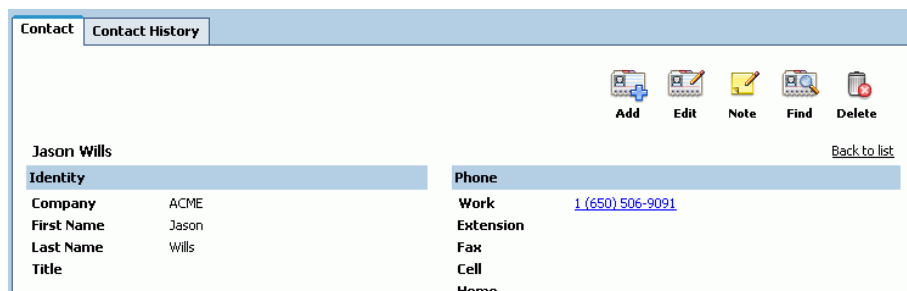 Contact Contact History
Add Edit Note Find Delete
Jason Wills Back to list
Identity Phone
Company ACME Work 1 (650) 506-9091
First Name Jason Extension
Last Name Wills Fax
Title Cell
Home